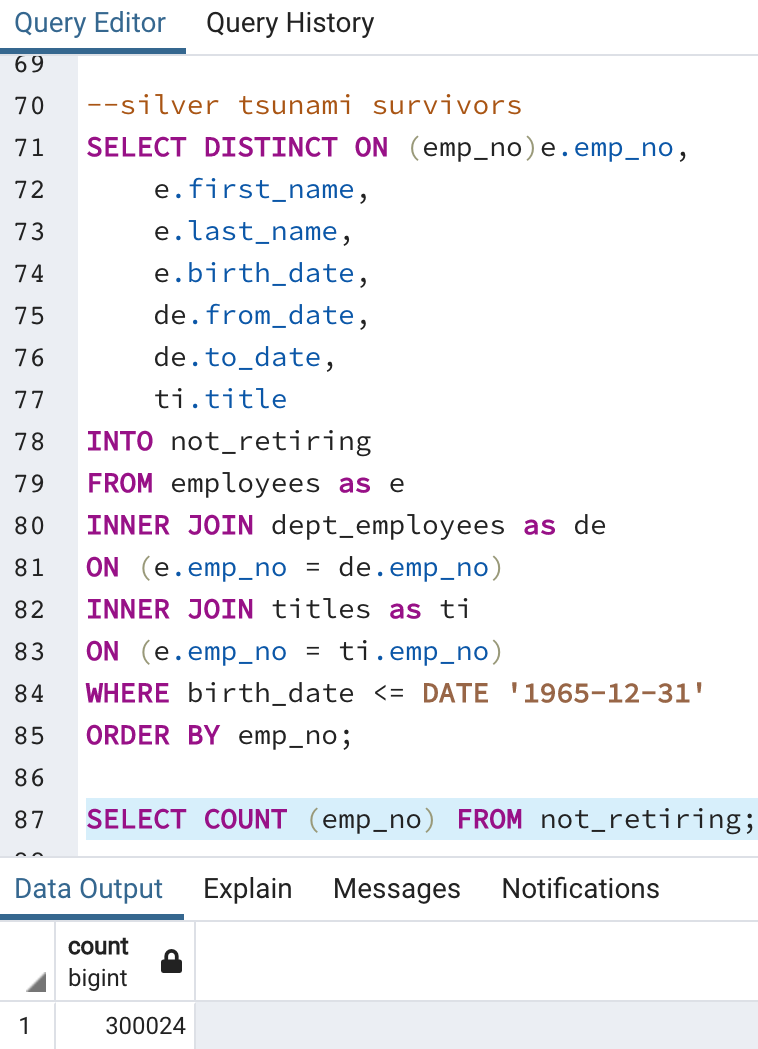 Query Editor Query History
69
70 --silver tsunami survivors
71 SELECT DISTINCT ON (emp_no)e.emp_no,
72 e.first_name,
73 e.last_name,
74 e.birth_date,
75 de.from_date,
76 de.to_date,
77 ti.title
78 INTO not_retiring
79 FROM employees as e
80 INNER JOIN dept_employees as de
81 ON (e.emp_no = de.emp_no)
82 INNER JOIN titles as ti
83 ON (e.emp_no = ti.emp_no)
84 WHERE birth_date <= DATE '1965-12-31'
85 ORDER BY emp_no;
86
87 SELECT COUNT (emp_no) FROM not_retiring;
Data Output Explain Messages Notifications
count
bigint
1 300024